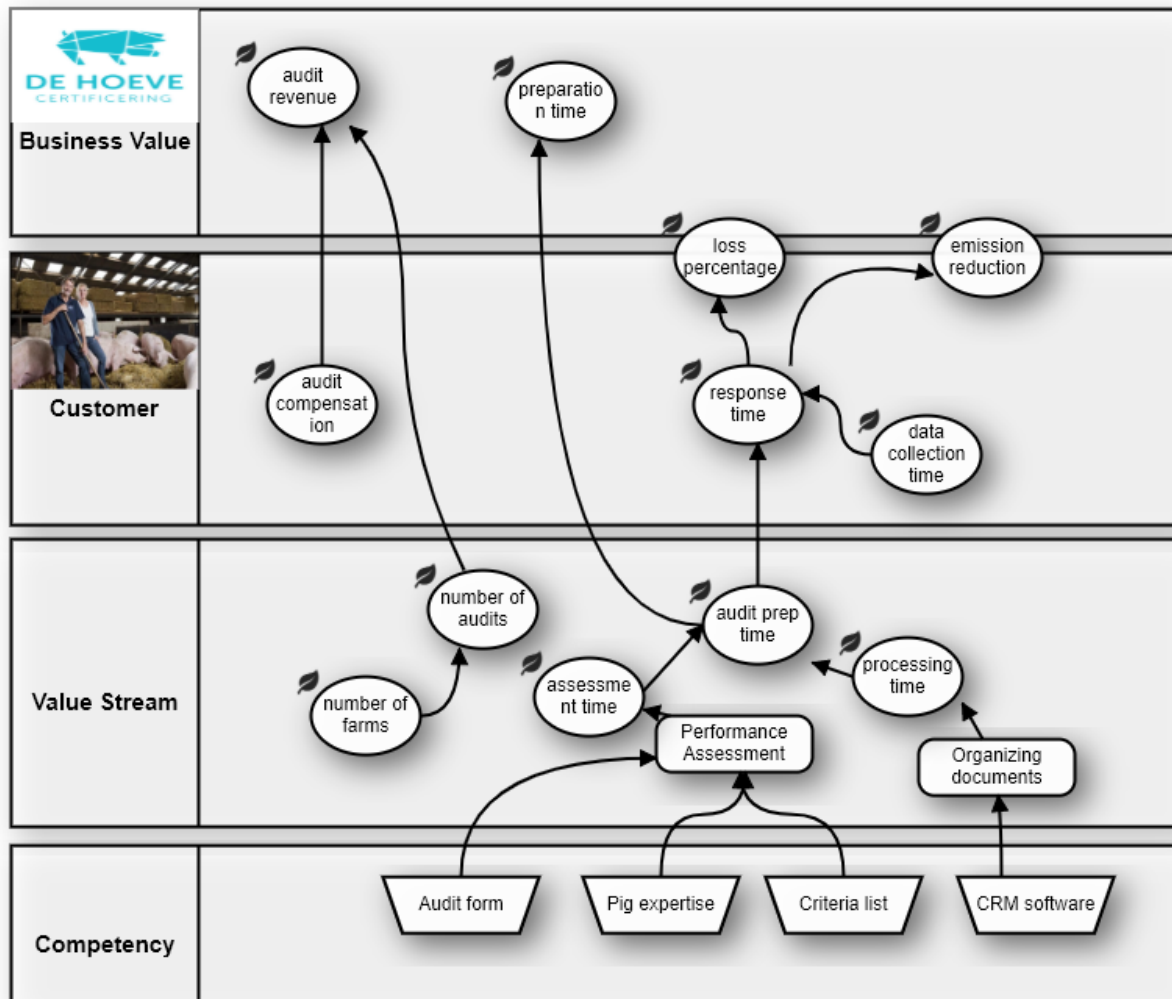 DE HOEVE
CERTIFICERING
Business Value
audit
revenue
preparatio
n time
loss
percentage
emission
reduction
Customer
audit
compensat
ion
response
time
data
collection
time
Value Stream
number of
audits
number of
farms
audit prep
time
assessme
nt time
processing
time
Performance
Assessment
Organizing
documents
Competency
Audit form
Pig expertise
Criteria list
CRM software